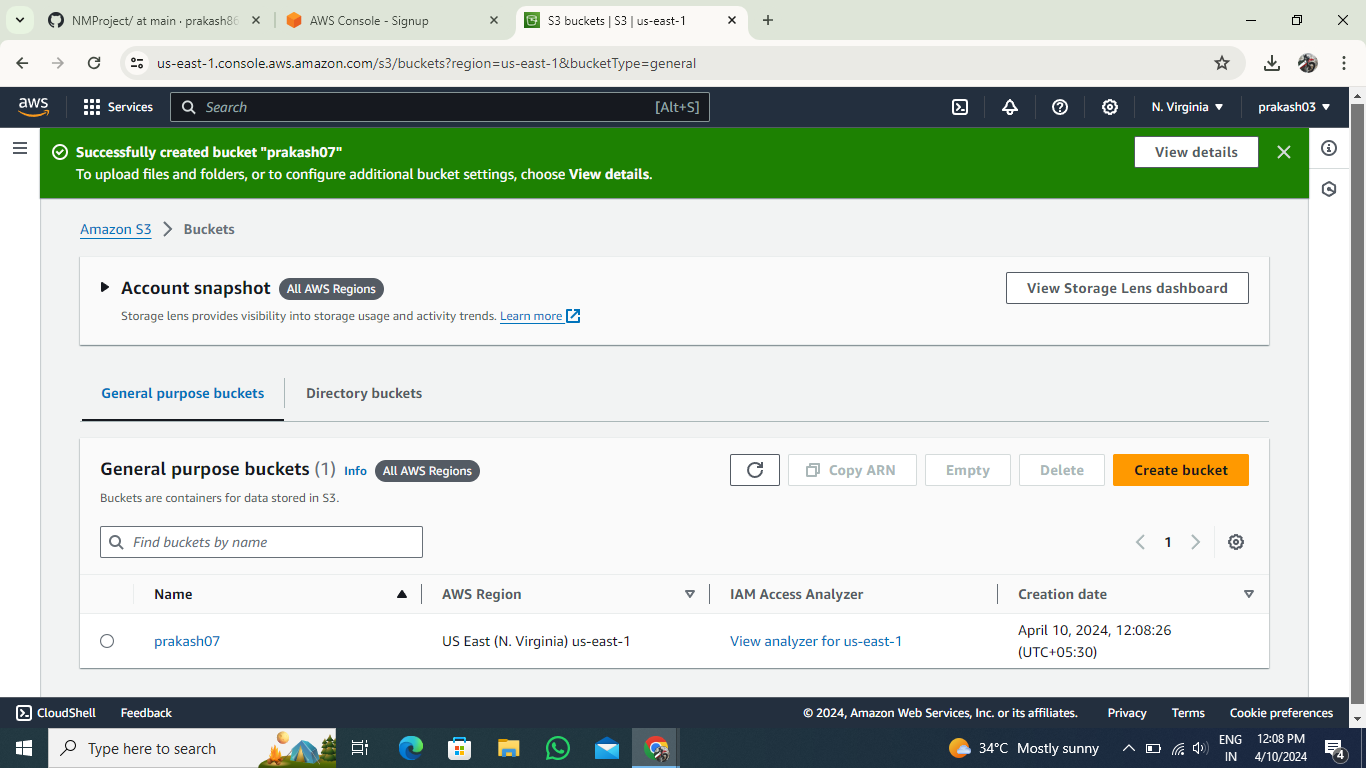 NMProject/ at main · prakash86
AWS Console - Signup
S3 buckets | S3 | us-east-1
us-east-1.console.aws.amazon.com/s3/buckets?region=us-east-1&bucketType=general
aws
Services
Search
[Alt+S]
N. Virginia
prakash03
Successfully created bucket "prakash07"
To upload files and folders, or to configure additional bucket settings, choose View details.
View details
Amazon S3
Buckets
Account snapshot
All AWS Regions
Storage lens provides visibility into storage usage and activity trends. Learn more
View Storage Lens dashboard
General purpose buckets
Directory buckets
General purpose buckets (1)
Info
All AWS Regions
Buckets are containers for data stored in S3.
Copy ARN
Empty
Delete
Create bucket
Find buckets by name
1
Name
AWS Region
IAM Access Analyzer
Creation date
prakash07
US East (N. Virginia) us-east-1
View analyzer for us-east-1
April 10, 2024, 12:08:26
(UTC+05:30)
CloudShell
Feedback
© 2024, Amazon Web Services, Inc. or its affiliates.
Privacy
Terms
Cookie preferences
Type here to search
34°C Mostly sunny
ENG
IN
12:08 PM
4/10/2024
4